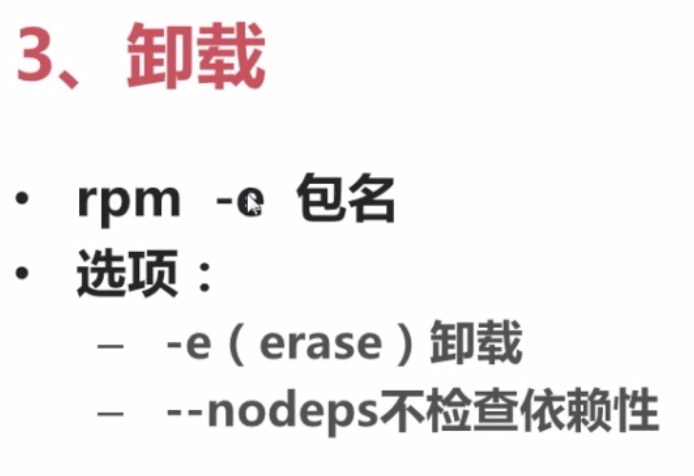 3、卸载
• rpm -e 包名
• 选项：
– -e（erase）卸载
– --nodeps不检查依赖性